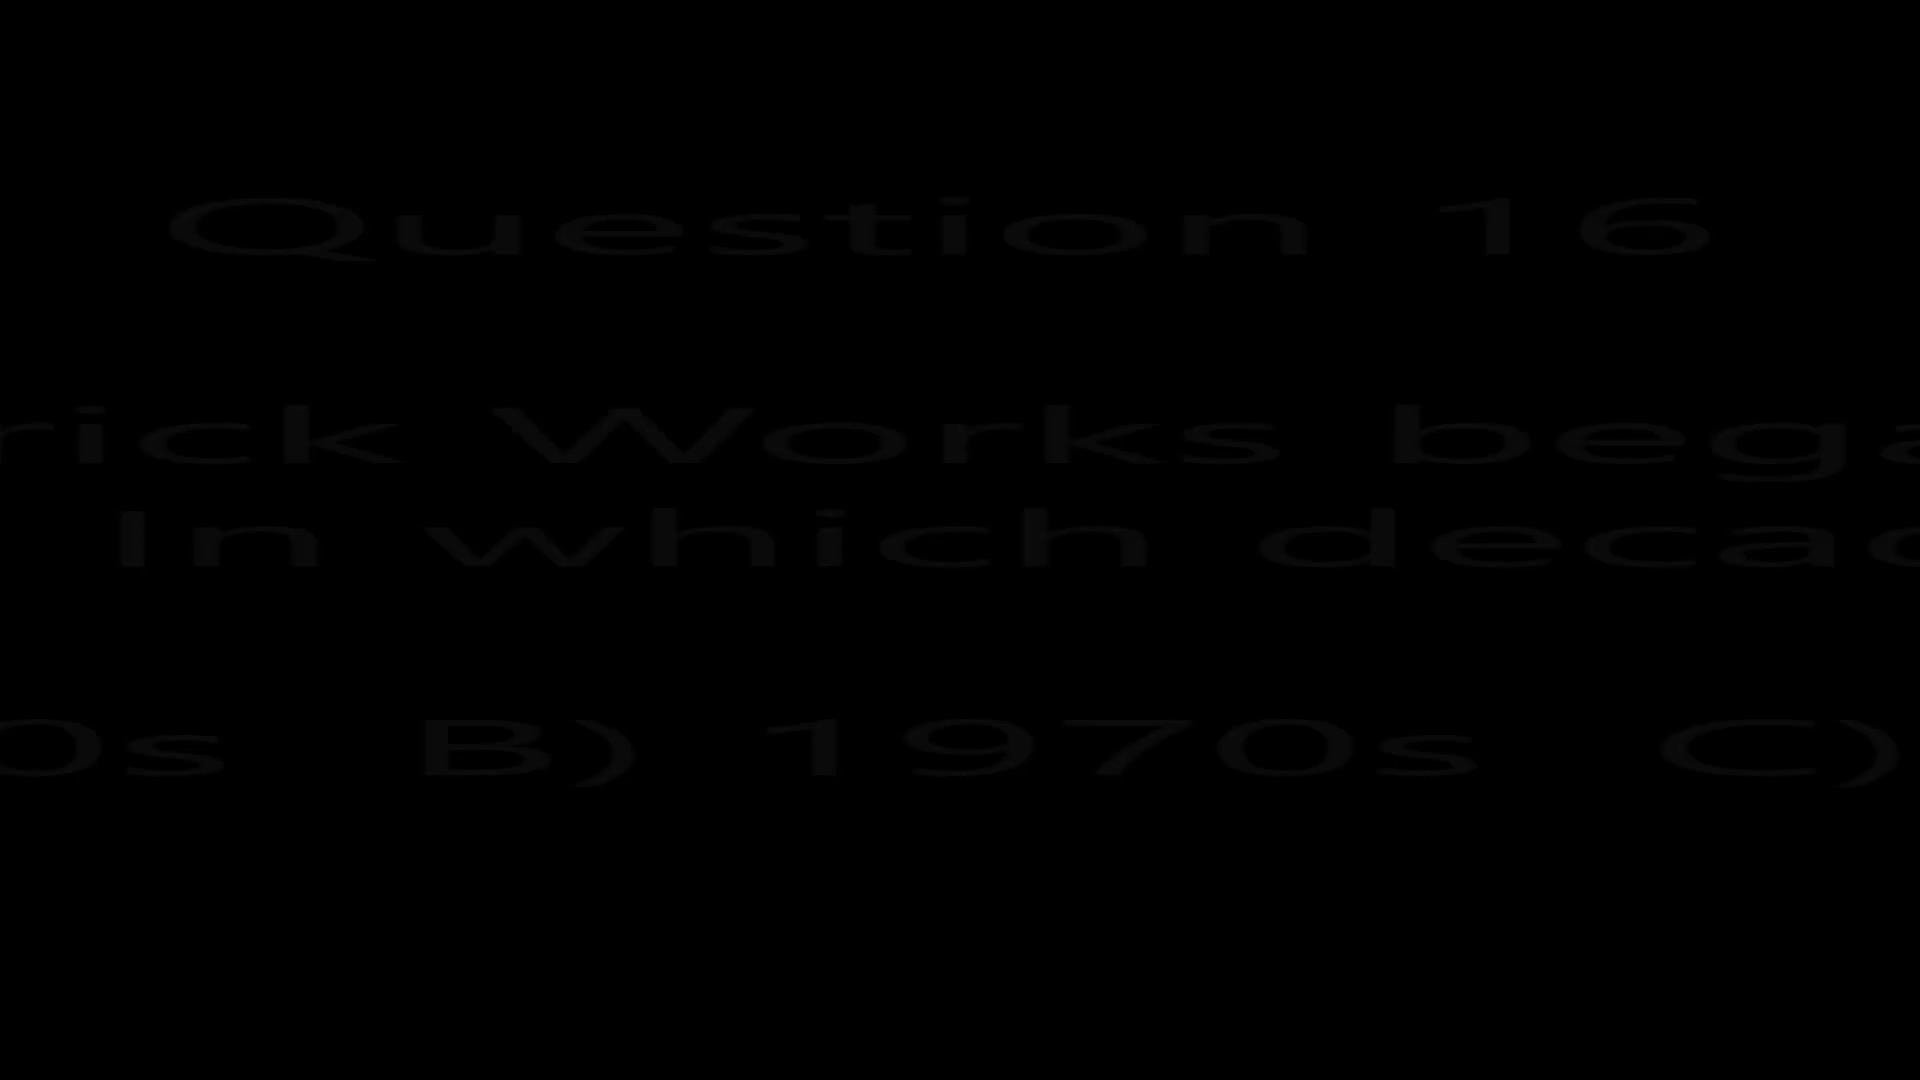 Question 16
rick Works bega
In which decad
0s B) 1970s C)